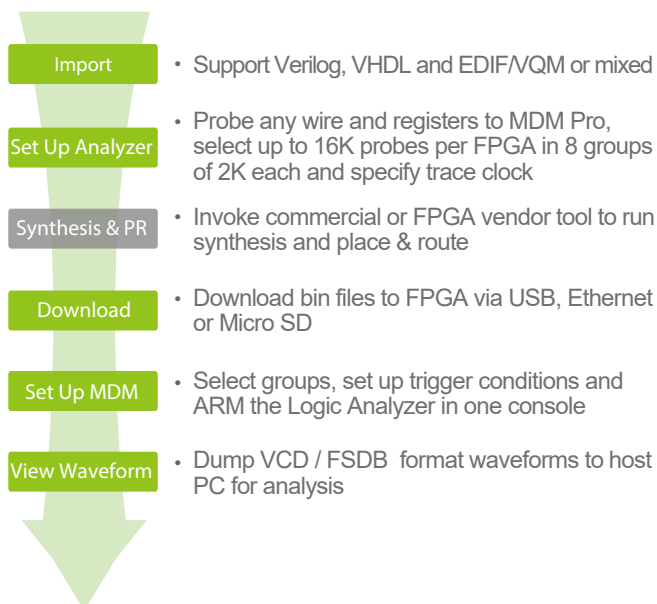 Import
• Support Verilog, VHDL and EDIF/VQM or mixed
Set Up Analyzer
• Probe any wire and registers to MDM Pro,
select up to 16K probes per FPGA in 8 groups
of 2K each and specify trace clock
Synthesis & PR
• Invoke commercial or FPGA vendor tool to run
synthesis and place & route
Download
• Download bin files to FPGA via USB, Ethernet
or Micro SD
Set Up MDM
• Select groups, set up trigger conditions and
ARM the Logic Analyzer in one console
View Waveform
• Dump VCD / FSDB format waveforms to host
PC for analysis